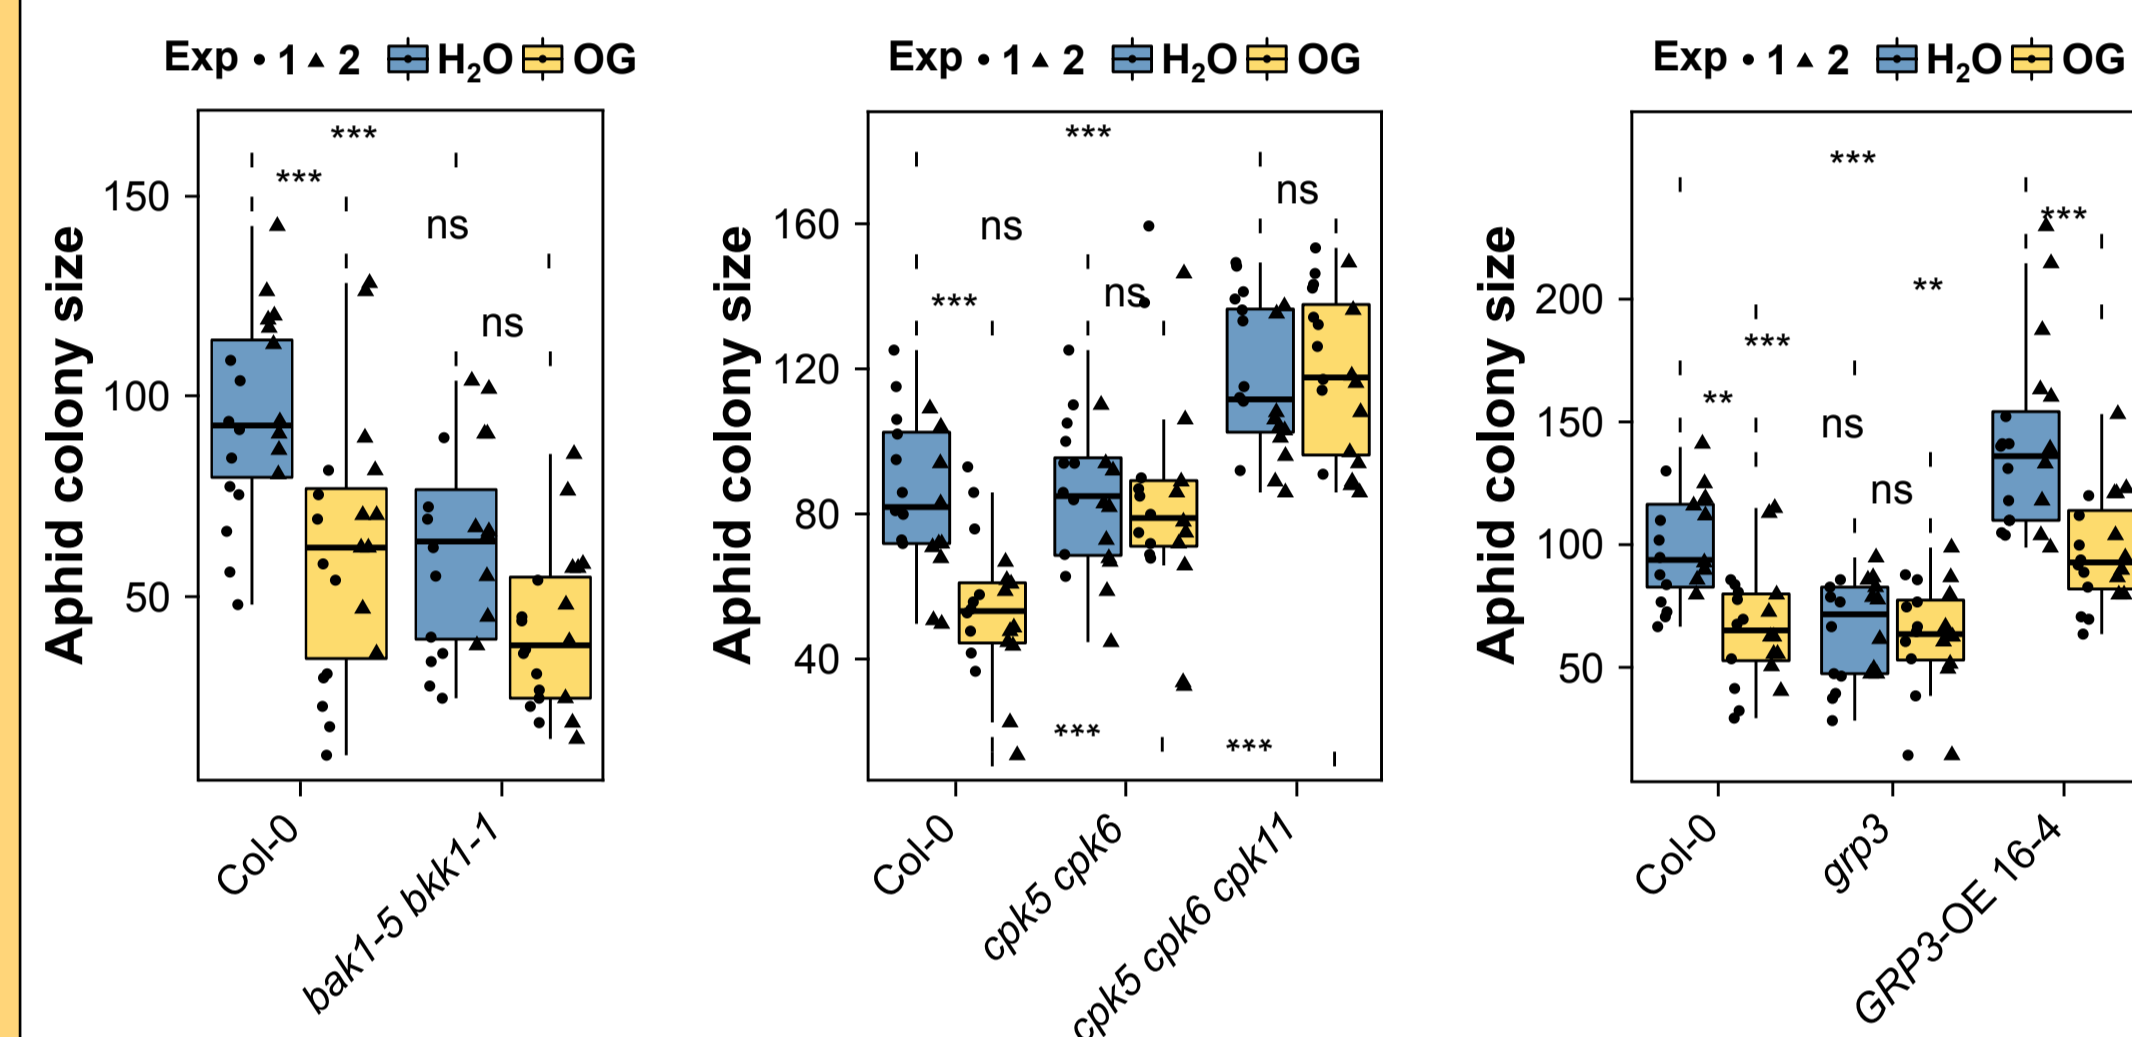 Exp • 1 ▲ 2 H₂O OG
Aphid colony size
150
100
50
***
***
ns
ns
Col-0
bak1-5 bkk1-1
Exp • 1 ▲ 2 H₂O OG
Aphid colony size
160
120
80
40
***
ns
ns
***
ns
***
***
Col-0
cpk5 cpk6
cpk5 cpk6 cpk11
Exp • 1 ▲ 2 H₂O OG
Aphid colony size
200
150
100
50
***
***
**
***
**
ns
ns
Col-0
grp3
GRP3-OE 16-4